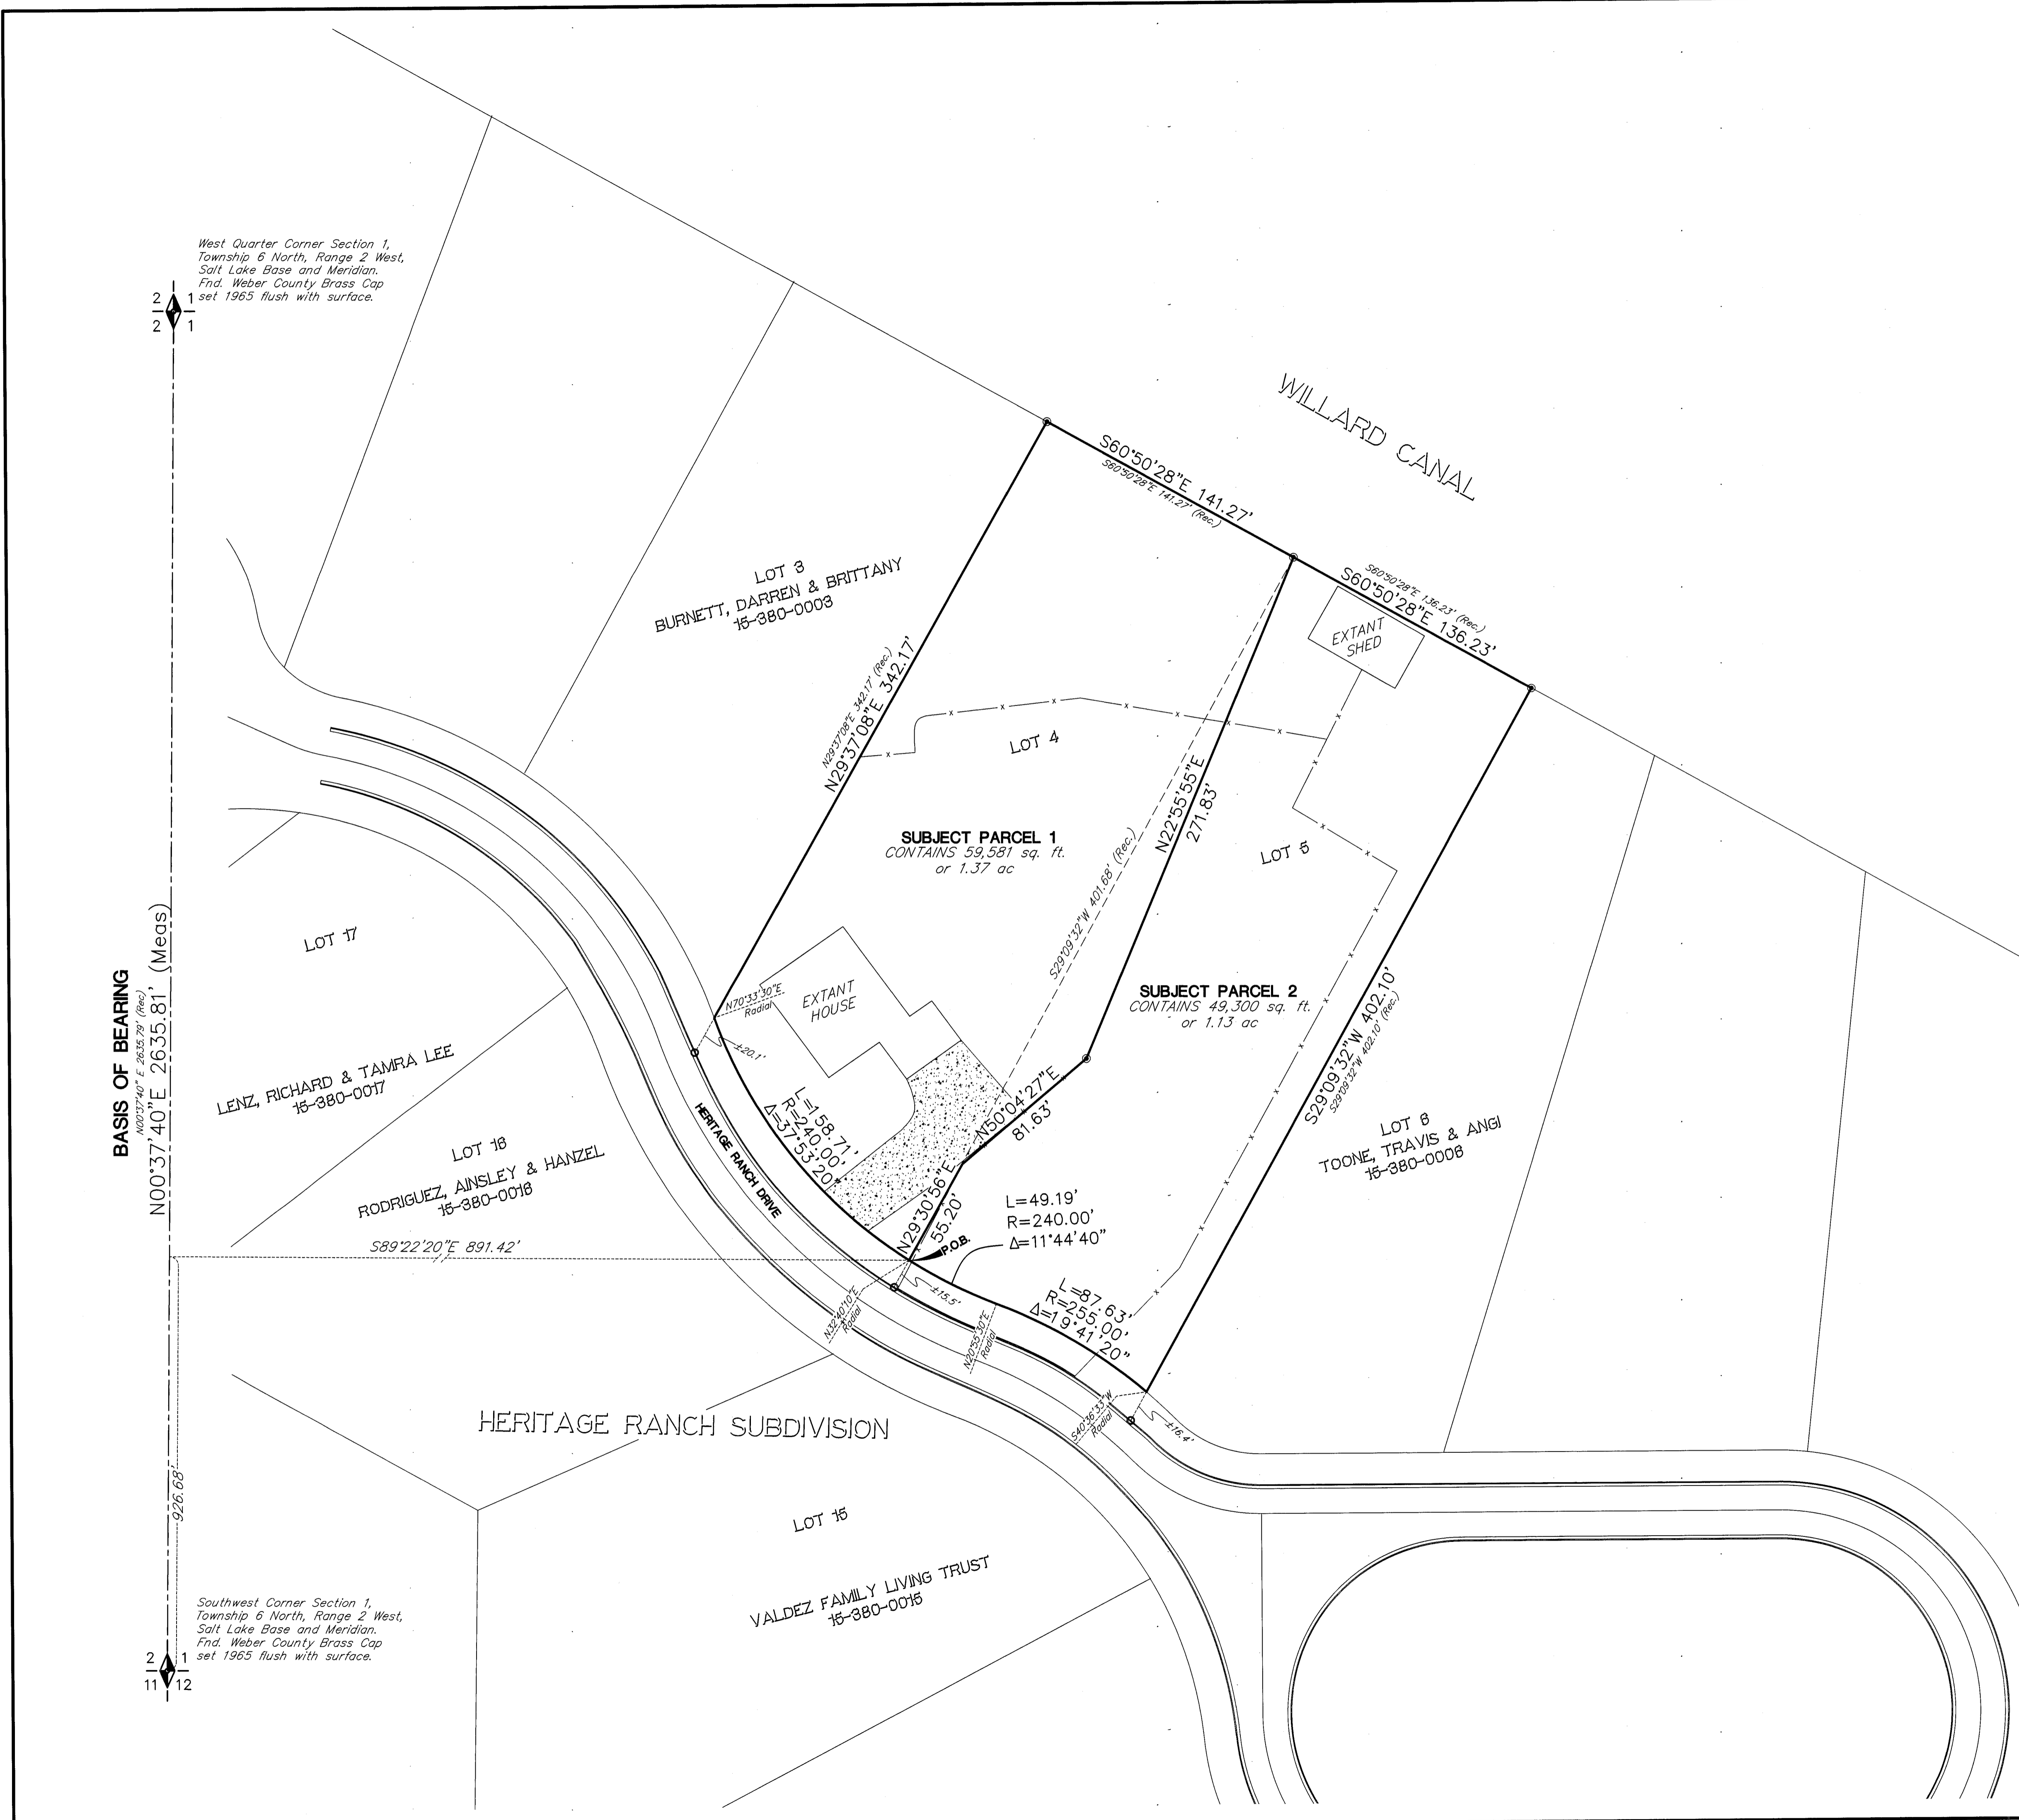 West Quarter Corner Section 1,
Township 6 North, Range 2 West,
Salt Lake Base and Meridian.
Fnd. Weber County Brass Cap
set 1965 flush with surface.
2 1
2 1
WILLARD CANAL
S60°50'28"E 141.27'
S60°50'28"E 141.27' (Rec.)
S60°50'28"E 136.23' (Rec.)
S60°50'28"E 136.23'
EXTANT
SHED
LOT 3
BURNETT, DARREN & BRITTANY
15-380-0003
N29°37'08"E 342.17' (Rec.)
N29°37'08"E 342.17'
LOT 4
SUBJECT PARCEL 1
CONTAINS 59,581 sq. ft.
or 1.37 ac
N22°55'55"E
271.83'
S29°09'32"W 401.68' (Rec.)
LOT 5
SUBJECT PARCEL 2
CONTAINS 49,300 sq. ft.
or 1.13 ac
S29°09'32"W 402.10'
S29°09'32"W 402.10' (Rec.)
LOT 17
LENZ, RICHARD & TAMRA LEE
15-380-0017
BASIS OF BEARING
N00°37'40" E 2635.79' (Rec)
N00°37'40"E 2635.81' (Meas)
N70°33'30"E
Radial
EXTANT
HOUSE
±20.1'
L=158.71'
R=240.00'
Δ=37°53'20"
HERITAGE RANCH DRIVE
N50°04'27"E
81.63'
N29°30'56"E
55.20'
P.O.B.
L=49.19'
R=240.00'
Δ=11°44'40"
LOT 6
TOONE, TRAVIS & ANGI
15-380-0006
LOT 16
RODRIGUEZ, AINSLEY & HANZEL
15-380-0016
S89°22'20"E 891.42'
N32°40'10"E
Radial
±15.5'
N20°55'30"E
Radial
L=87.63'
R=255.00'
Δ=19°41'20"
S40°36'33"W
Radial
±16.4'
HERITAGE RANCH SUBDIVISION
926.68'
LOT 15
VALDEZ FAMILY LIVING TRUST
15-380-0015
Southwest Corner Section 1,
Township 6 North, Range 2 West,
Salt Lake Base and Meridian.
Fnd. Weber County Brass Cap
set 1965 flush with surface.
2 1
11 12